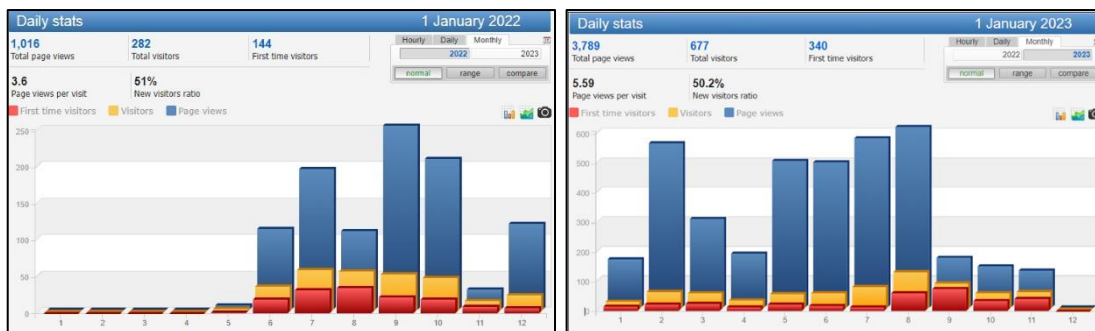 Daily stats 1 January 2022
1,016 282 144
Total page views Total visitors First time visitors
Hourly Daily Monthly
2022 2023
normal range compare
3.6 51%
Page views per visit New visitors ratio
First time visitors Visitors Page views
250
200
150
100
50
0
1 2 3 4 5 6 7 8 9 10 11 12
Daily stats 1 January 2023
3,789 677 340
Total page views Total visitors First time visitors
Hourly Daily Monthly
2022 2023
normal range compare
5.59 50.2%
Page views per visit New visitors ratio
First time visitors Visitors Page views
600
500
400
300
200
100
0
1 2 3 4 5 6 7 8 9 10 11 12